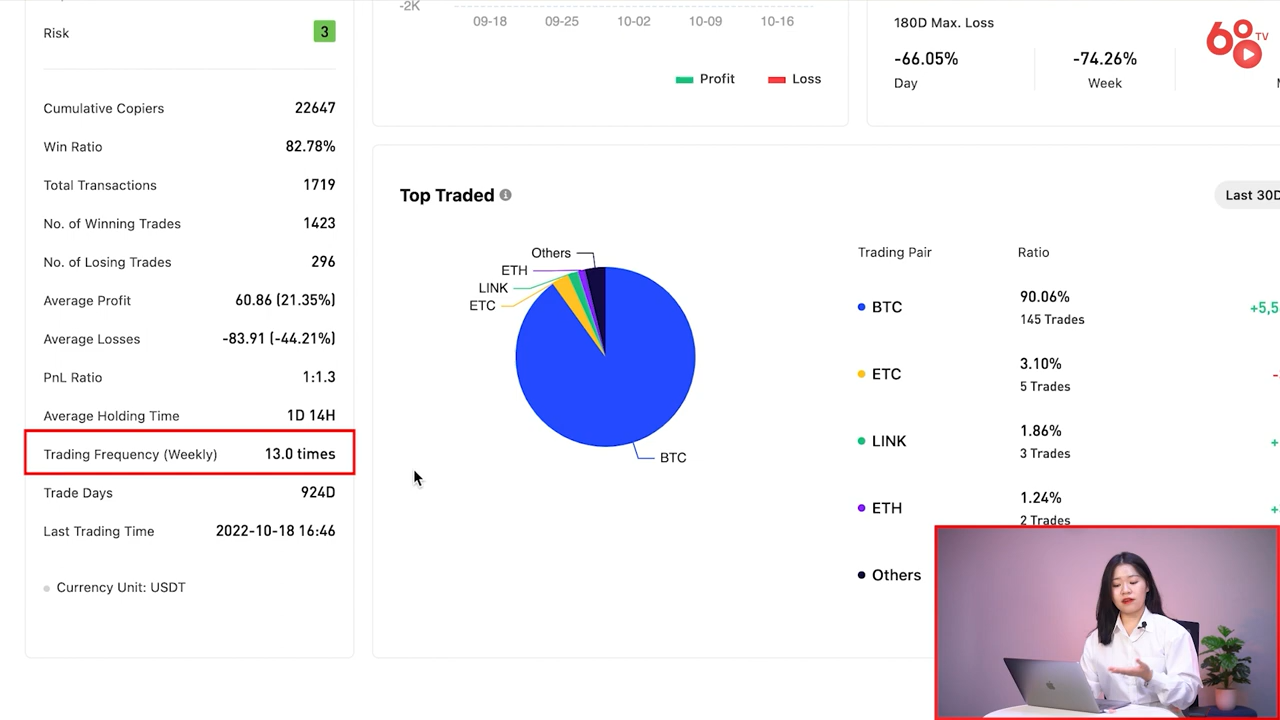 Risk 3
Cumulative Copiers 22647
Win Ratio 82.78%
Total Transactions 1719
No. of Winning Trades 1423
No. of Losing Trades 296
Average Profit 60.86 (21.35%)
Average Losses -83.91 (-44.21%)
PnL Ratio 1:1.3
Average Holding Time 1D 14H
Trading Frequency (Weekly) 13.0 times
Trade Days 924D
Last Trading Time 2022-10-18 16:46
Currency Unit: USDT
-2K
09-18 09-25 10-02 10-09 10-16
Profit Loss
180D Max. Loss
-66.05% -74.26%
Day Week
60 TV
Top Traded
Last 30D
Others
ETH
LINK
ETC
BTC
Trading Pair Ratio
BTC 90.06% +5,5
145 Trades
ETC 3.10% -
5 Trades
LINK 1.86% +
3 Trades
ETH 1.24% +
2 Trades
Others